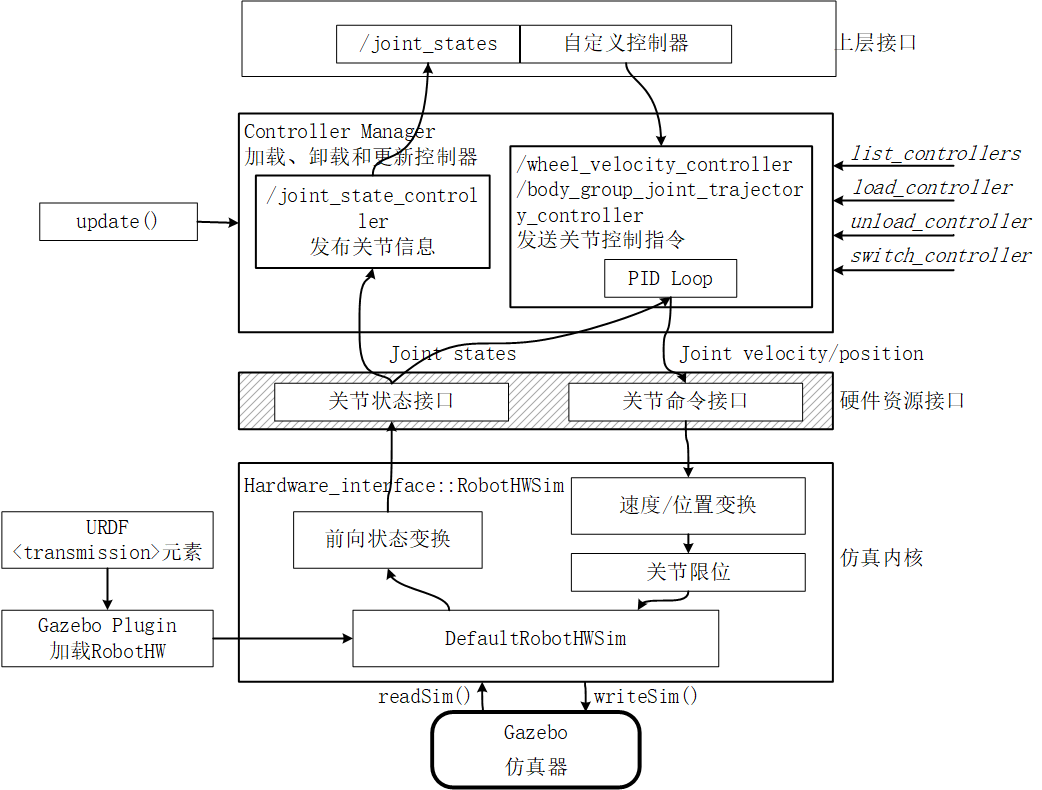 /joint_states
自定义控制器
上层接口
Controller Manager
加载、卸载和更新控制器
/joint_state_control
ler
发布关节信息
/wheel_velocity_controller
/body_group_joint_trajector
y_controller
发送关节控制指令
PID Loop
list_controllers
load_controller
unload_controller
switch_controller
update()
Joint states
Joint velocity/position
关节状态接口
关节命令接口
硬件资源接口
Hardware_interface::RobotHWSim
速度/位置变换
前向状态变换
关节限位
仿真内核
URDF
<transmission>元素
Gazebo Plugin
加载RobotHW
DefaultRobotHWSim
readSim()
writeSim()
Gazebo
仿真器